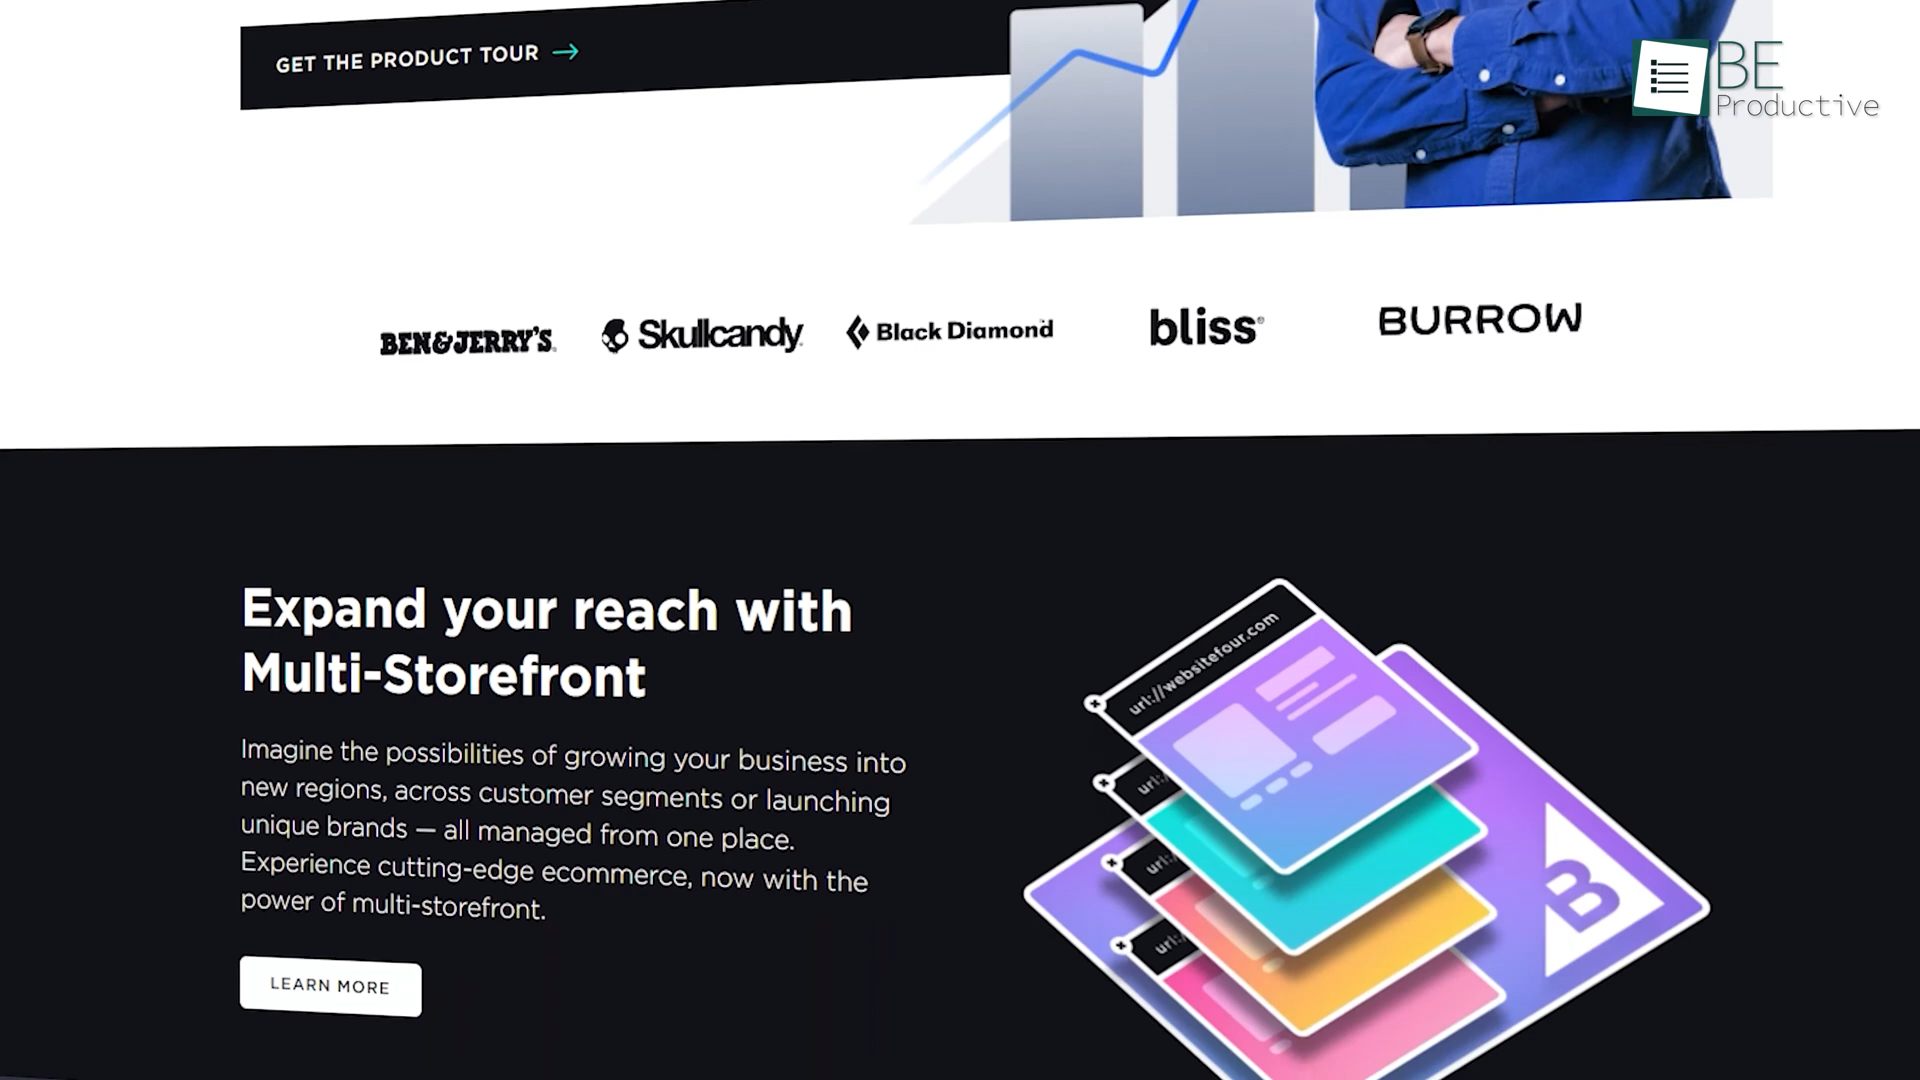 GET THE PRODUCT TOUR
BE
Productive
BEN&JERRY'S
Skullcandy
Black Diamond
bliss®
BURROW
Expand your reach with
Multi-Storefront
Imagine the possibilities of growing your business into
new regions, across customer segments or launching
unique brands — all managed from one place.
Experience cutting-edge ecommerce, now with the
power of multi-storefront.
LEARN MORE
url://websitefour.com
url:/
url:/
url:/
B